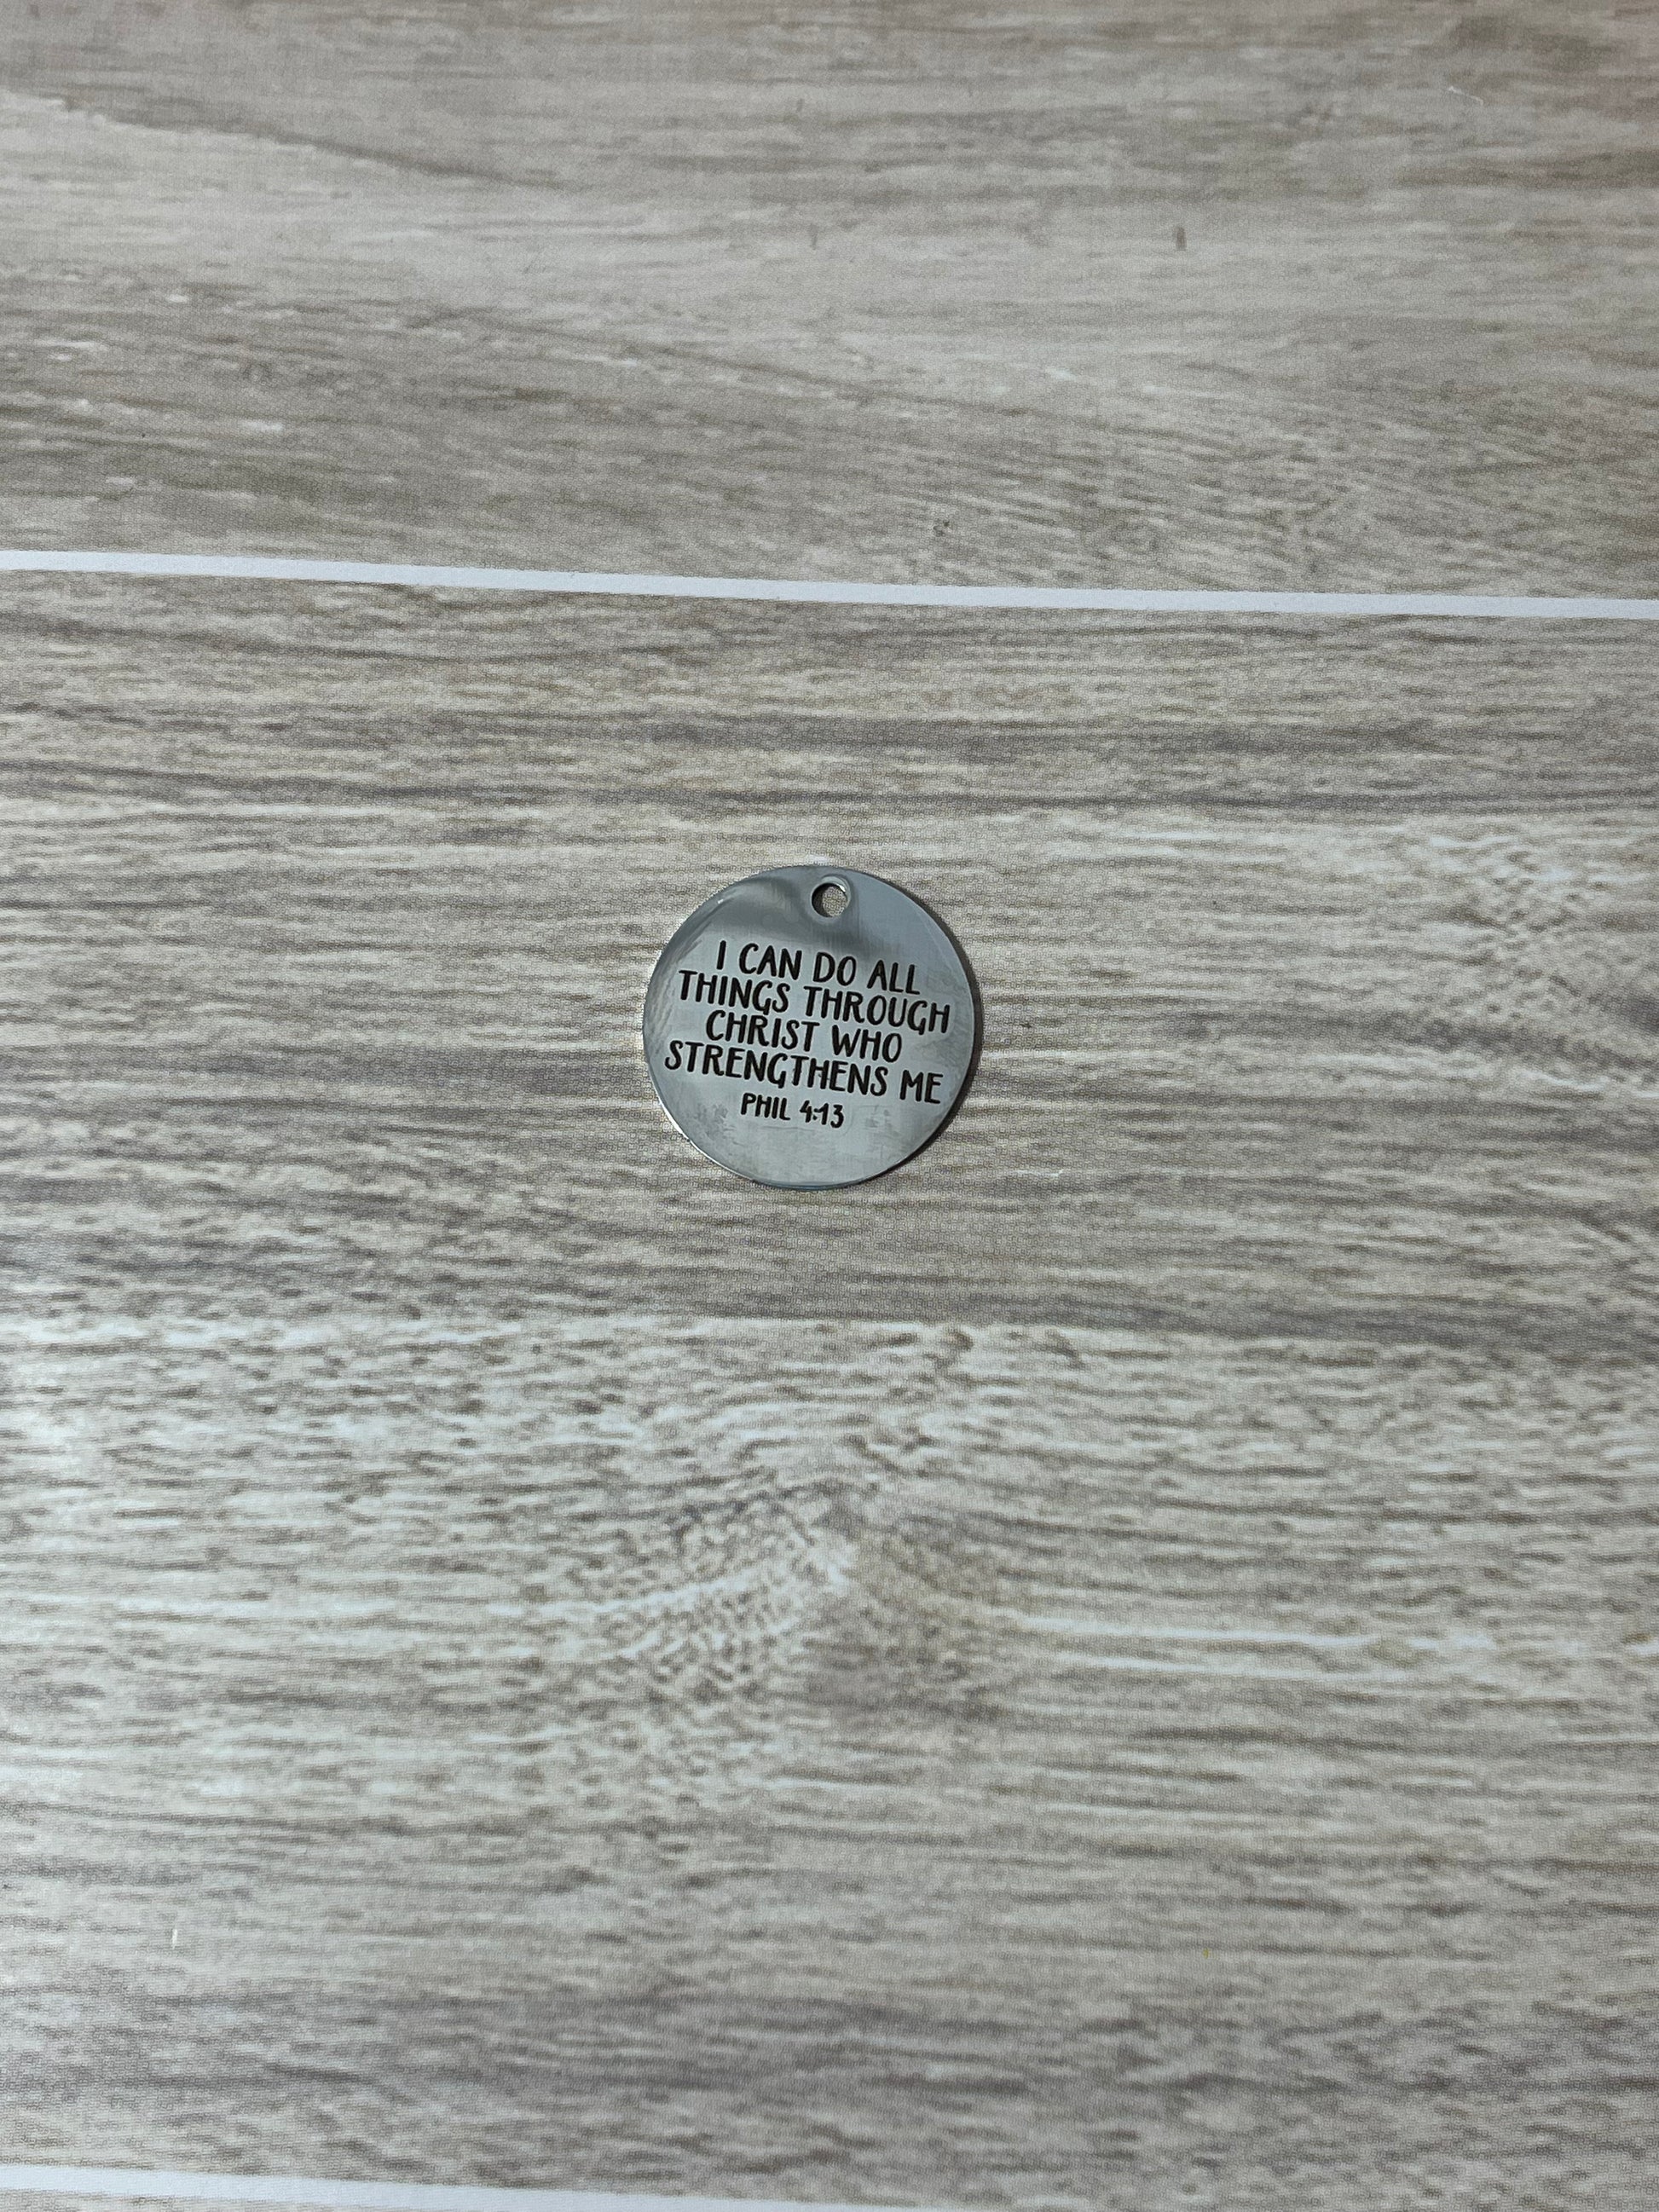 I CAN DO ALL
THINGS THROUGH
CHRIST WHO
STRENGTHENS ME
PHIL 4:13